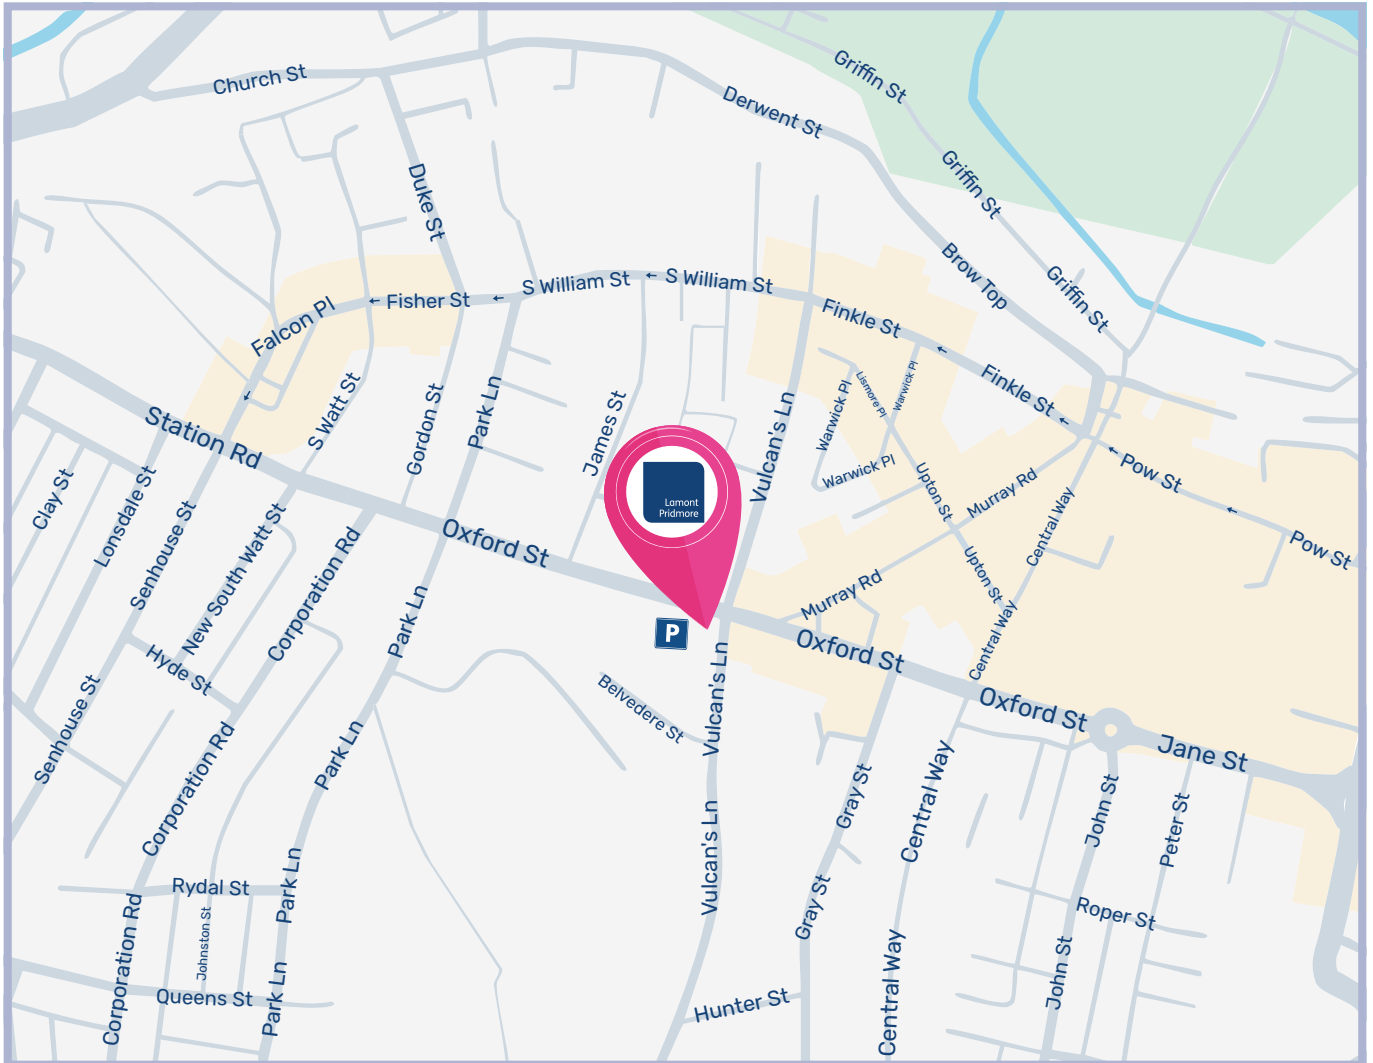 Church St
Derwent St
Griffin St
Griffin St
Griffin St
Duke St
Brow Top
S William St
←
S William St
←
Fisher St
←
Falcon Pl
Finkle St
←
Finkle St
←
←
Pow St
←
Pow St
Station Rd
S Watt St
Gordon St
Park Ln
James St
Vulcan's Ln
Warwick Pl
Lismore Pl
Warwick Pl
Warwick Pl
Upton St
Murray Rd
Central Way
Clay St
Lonsdale St
Senhouse St
New South Watt St
Corporation Rd
Oxford St
Lamont
Pridmore
P
Murray Rd
Upton St
Central Way
Park Ln
Hyde St
Oxford St
Belvedere St
Vulcan's Ln
Oxford St
Jane St
Senhouse St
Corporation Rd
Park Ln
Gray St
Central Way
John St
Peter St
Vulcan's Ln
Rydal St
Park Ln
Gray St
Roper St
Corporation Rd
Johnston St
Queens St
Park Ln
Hunter St
Central Way
John St